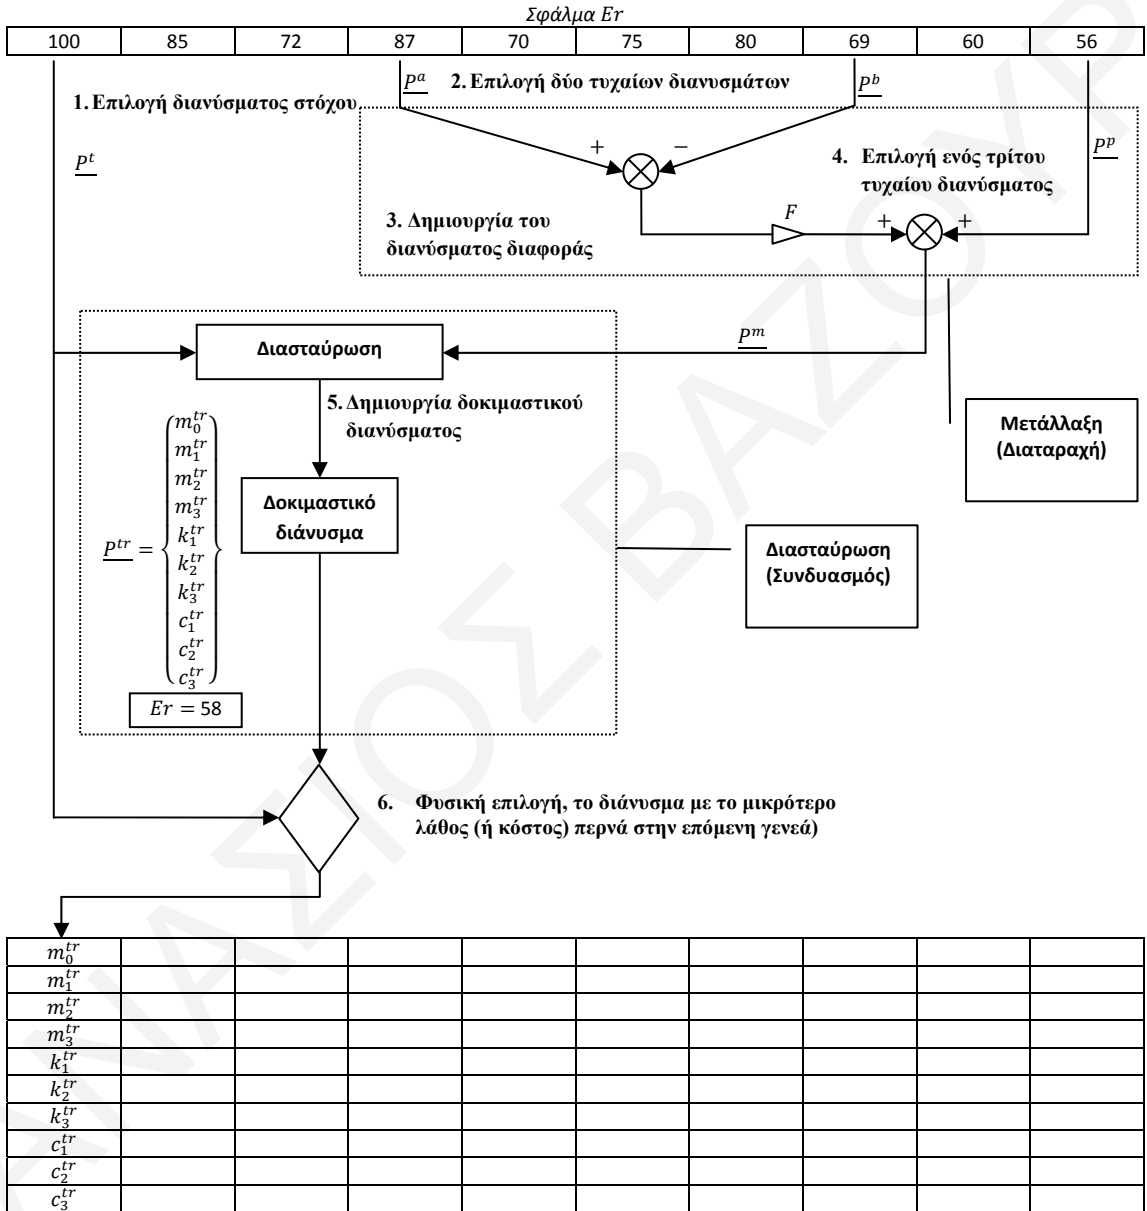 Σφάλμα Er
100 85 72 87 70 75 80 69 60 56
P^a 2. Επιλογή δύο τυχαίων διανυσμάτων P^b
1. Επιλογή διανύσματος στόχου
P^t
+ −
4. Επιλογή ενός τρίτου
τυχαίου διανύσματος
P^p
3. Δημιουργία του
διανύσματος διαφοράς
F
+ +
Διασταύρωση
P^m
5. Δημιουργία δοκιμαστικού
διανύσματος
Μετάλλαξη
(Διαταραχή)
Δοκιμαστικό
διάνυσμα
P^{tr} =
m_0^{tr}
m_1^{tr}
m_2^{tr}
m_3^{tr}
k_1^{tr}
k_2^{tr}
k_3^{tr}
c_1^{tr}
c_2^{tr}
c_3^{tr}
Er = 58
Διασταύρωση
(Συνδυασμός)
6. Φυσική επιλογή, το διάνυσμα με το μικρότερο
λάθος (ή κόστος) περνά στην επόμενη γενεά)
m_0^{tr}
m_1^{tr}
m_2^{tr}
m_3^{tr}
k_1^{tr}
k_2^{tr}
k_3^{tr}
c_1^{tr}
c_2^{tr}
c_3^{tr}
ΑΝΑΣΙΟΣ ΒΑΖΟΥΡ